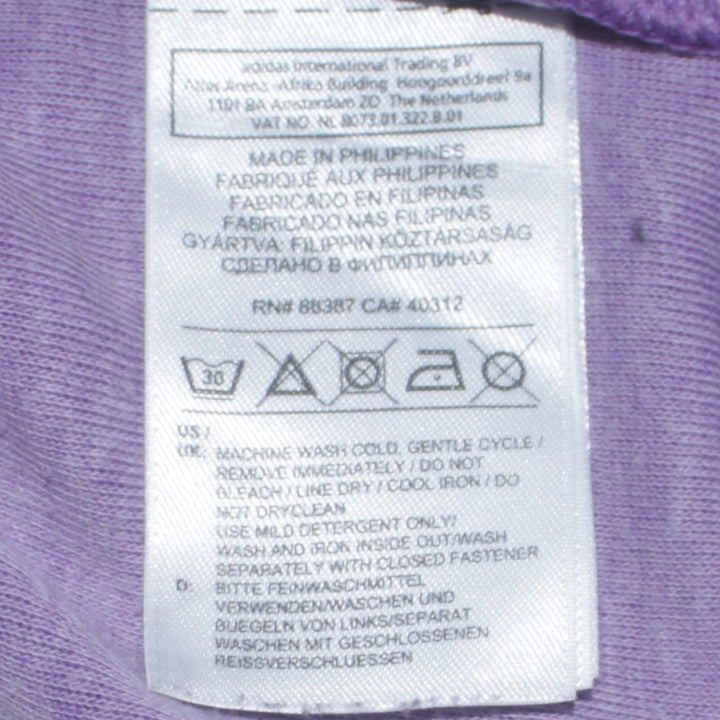 adidas International Trading BV
Atlas Arena Afrika Building Hoogoorddreef 9a
1101 BA Amsterdam ZO The Netherlands
VAT NO. NL 8073.01.322.B.01
MADE IN PHILIPPINES
FABRIQUÉ AUX PHILIPPINES
FABRICADO EN FILIPINAS
FABRICADO NAS FILIPINAS
GYÁRTVA: FILIPPIN KÖZTÁRSASÁG
СДЕЛАНО В ФИЛИППИНАХ
RN# 88387 CA# 40312
30
US /
UK: MACHINE WASH COLD, GENTLE CYCLE /
REMOVE IMMEDIATELY / DO NOT
BLEACH / LINE DRY / COOL IRON / DO
NOT DRYCLEAN
USE MILD DETERGENT ONLY/
WASH AND IRON INSIDE OUT/WASH
SEPARATELY WITH CLOSED FASTENER
D: BITTE FEINWASCHMITTEL
VERWENDEN/WASCHEN UND
BUEGELN VON LINKS/SEPARAT
WASCHEN MIT GESCHLOSSENEN
REISSVERSCHLUESSEN